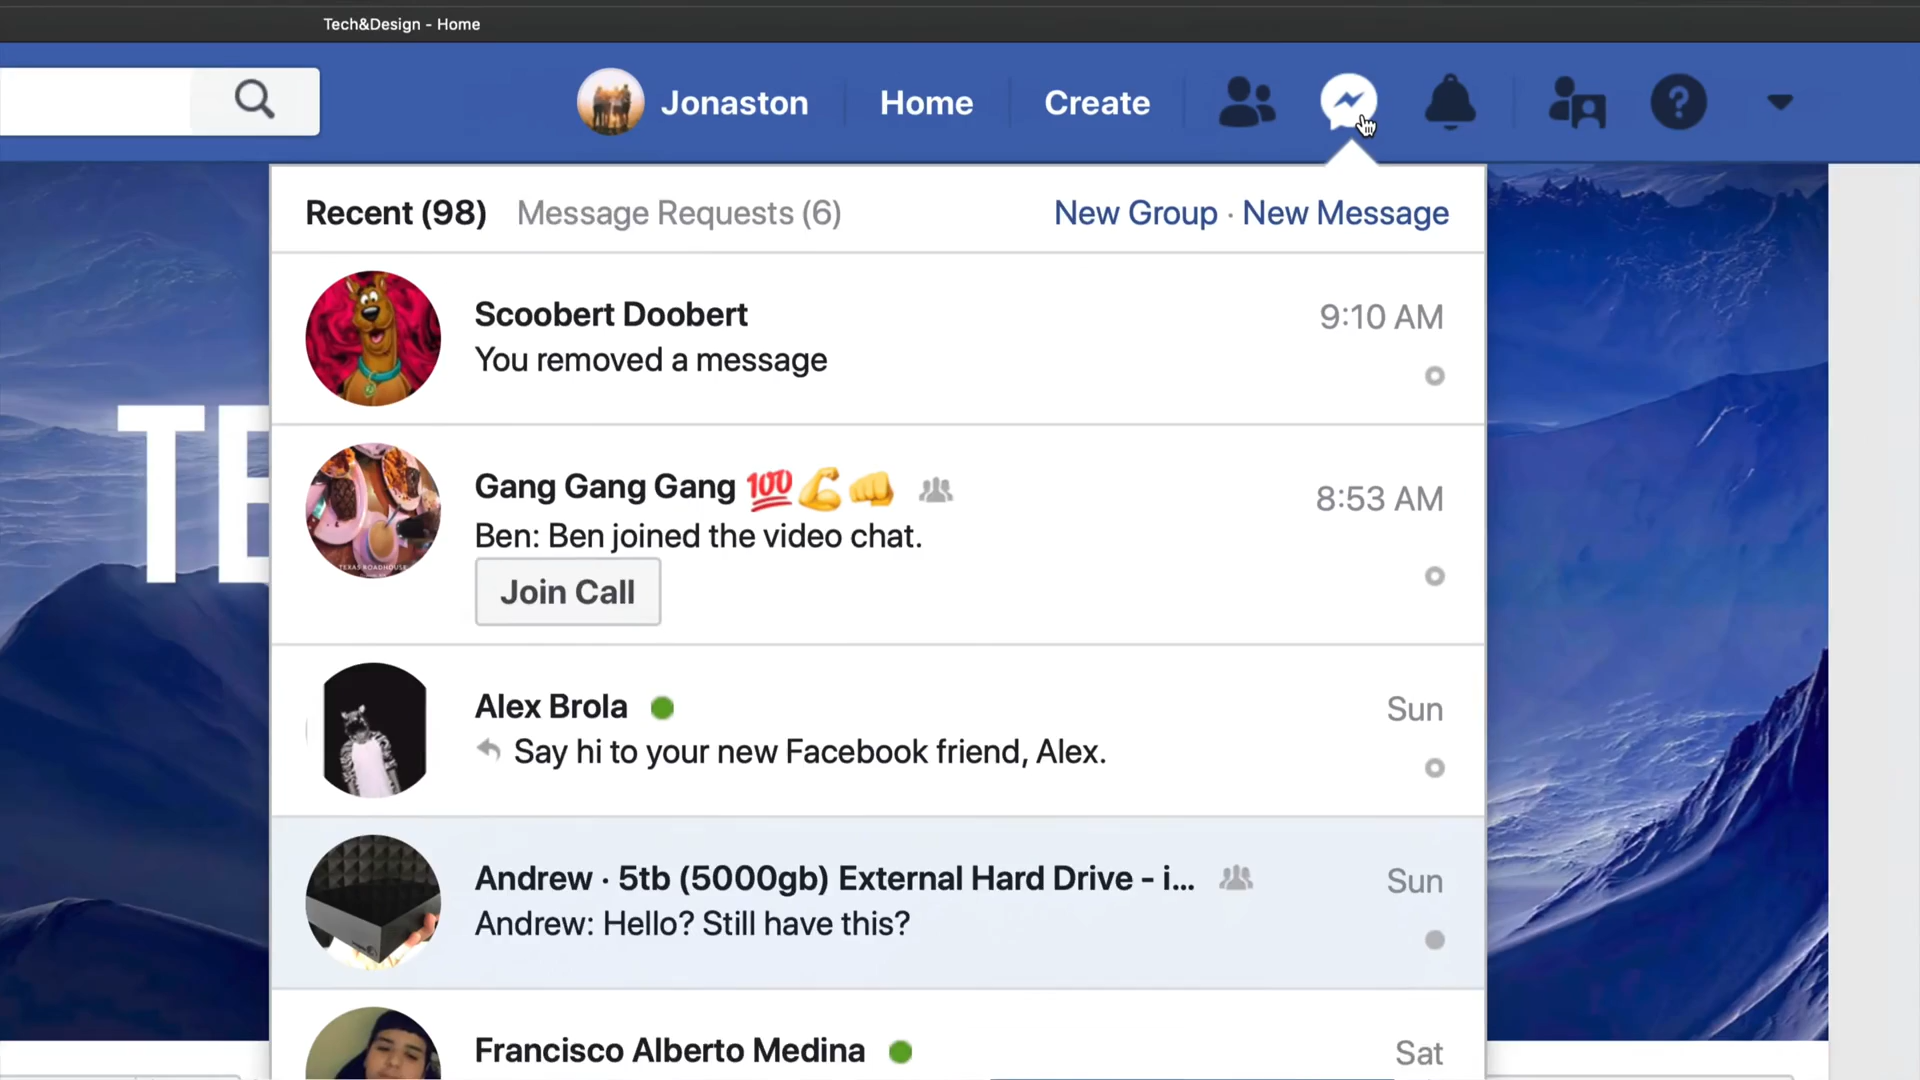 Tech&Design - Home
Jonaston
Home
Create
Recent (98)
Message Requests (6)
New Group · New Message
Scoobert Doobert
9:10 AM
You removed a message
Gang Gang Gang 💯💪👊
8:53 AM
Ben: Ben joined the video chat.
Join Call
TEXAS ROADHOUSE
TE
Alex Brola
Sun
Say hi to your new Facebook friend, Alex.
Andrew · 5tb (5000gb) External Hard Drive - i...
Sun
Andrew: Hello? Still have this?
Francisco Alberto Medina
Sat